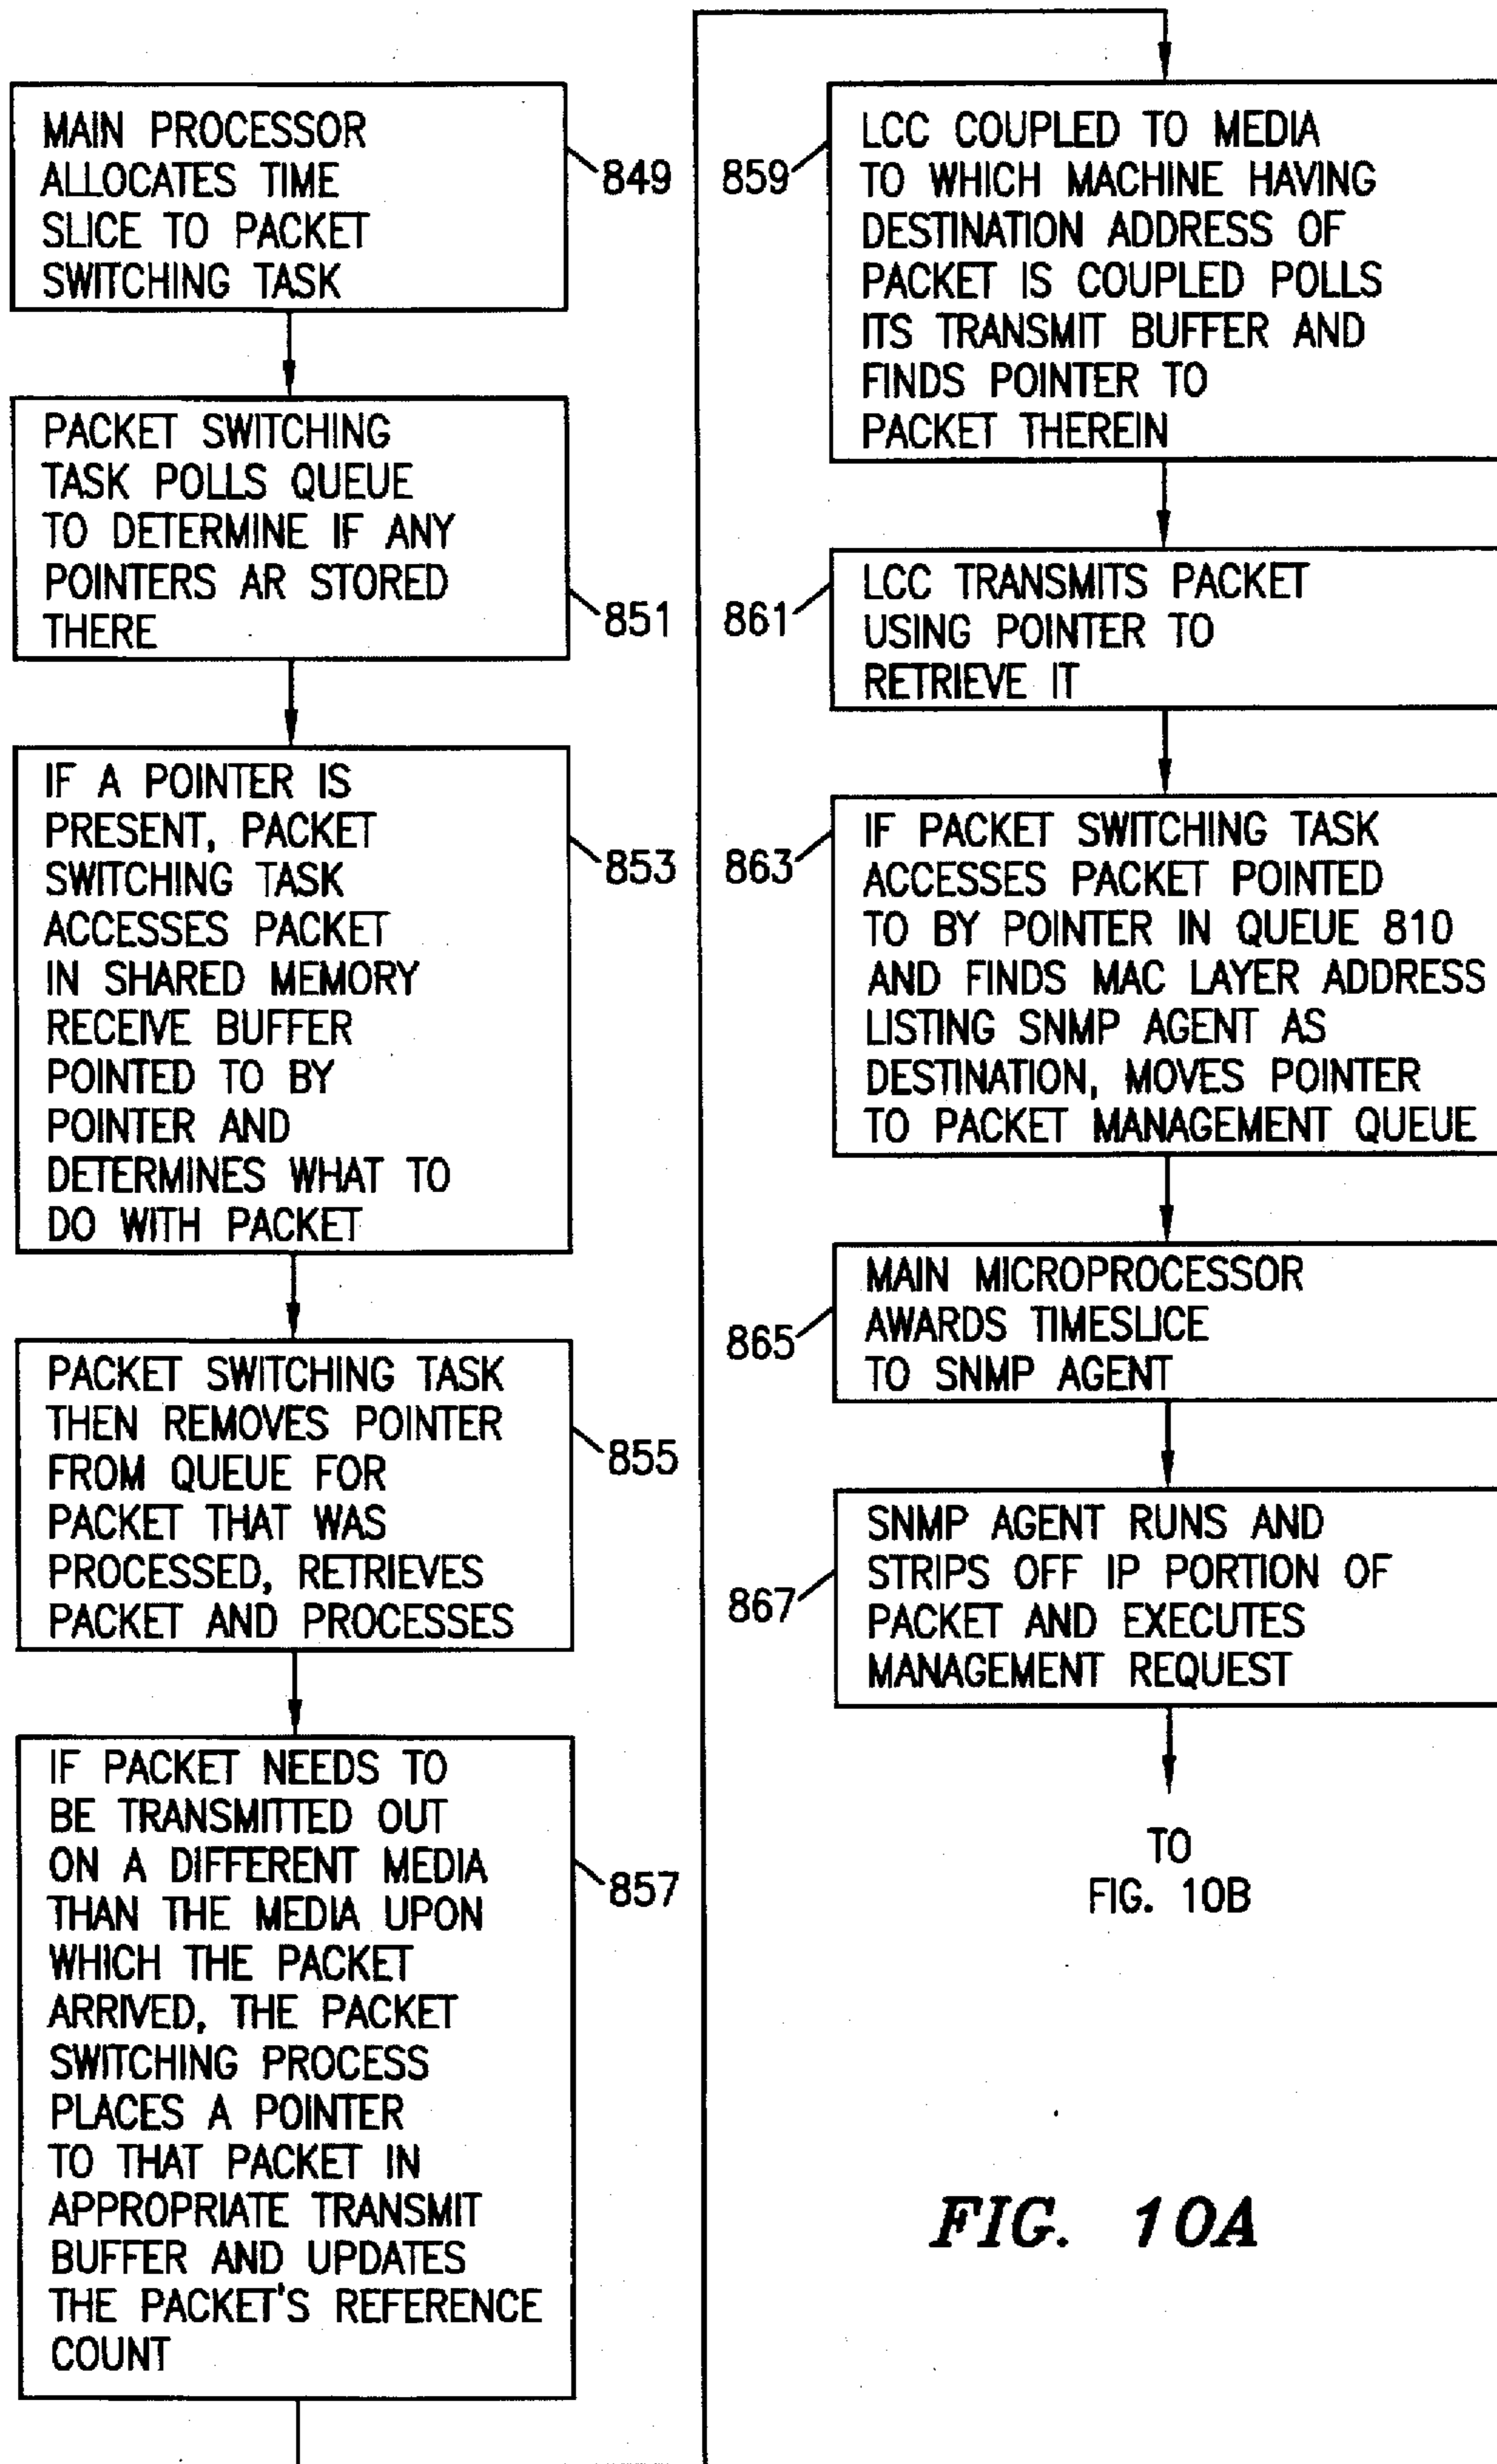 MAIN PROCESSOR
ALLOCATES TIME
SLICE TO PACKET
SWITCHING TASK
849
PACKET SWITCHING
TASK POLLS QUEUE
TO DETERMINE IF ANY
POINTERS AR STORED
THERE
851
IF A POINTER IS
PRESENT, PACKET
SWITCHING TASK
ACCESSES PACKET
IN SHARED MEMORY
RECEIVE BUFFER
POINTED TO BY
POINTER AND
DETERMINES WHAT TO
DO WITH PACKET
853
PACKET SWITCHING TASK
THEN REMOVES POINTER
FROM QUEUE FOR
PACKET THAT WAS
PROCESSED, RETRIEVES
PACKET AND PROCESSES
855
IF PACKET NEEDS TO
BE TRANSMITTED OUT
ON A DIFFERENT MEDIA
THAN THE MEDIA UPON
WHICH THE PACKET
ARRIVED, THE PACKET
SWITCHING PROCESS
PLACES A POINTER
TO THAT PACKET IN
APPROPRIATE TRANSMIT
BUFFER AND UPDATES
THE PACKET'S REFERENCE
COUNT
857
LCC COUPLED TO MEDIA
TO WHICH MACHINE HAVING
DESTINATION ADDRESS OF
PACKET IS COUPLED POLLS
ITS TRANSMIT BUFFER AND
FINDS POINTER TO
PACKET THEREIN
859
LCC TRANSMITS PACKET
USING POINTER TO
RETRIEVE IT
861
IF PACKET SWITCHING TASK
ACCESSES PACKET POINTED
TO BY POINTER IN QUEUE 810
AND FINDS MAC LAYER ADDRESS
LISTING SNMP AGENT AS
DESTINATION, MOVES POINTER
TO PACKET MANAGEMENT QUEUE
863
MAIN MICROPROCESSOR
AWARDS TIMESLICE
TO SNMP AGENT
865
SNMP AGENT RUNS AND
STRIPS OFF IP PORTION OF
PACKET AND EXECUTES
MANAGEMENT REQUEST
867
TO
FIG. 10B
FIG. 10A